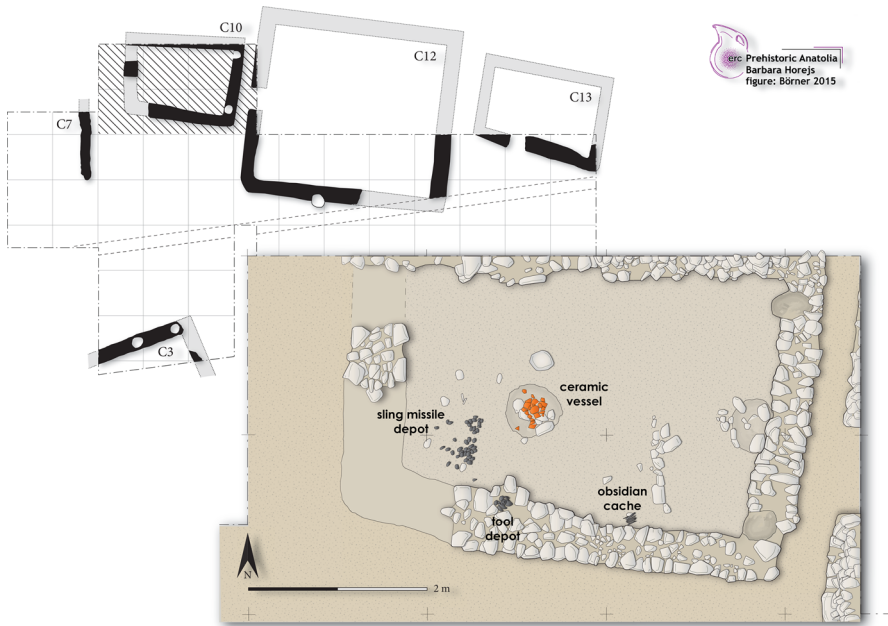 C10
C12
C13
C7
C3
erc
Prehistoric Anatolia
Barbara Horejs
figure: Börner 2015
ceramic
vessel
sling missile
depot
obsidian
cache
tool
depot
N
2 m